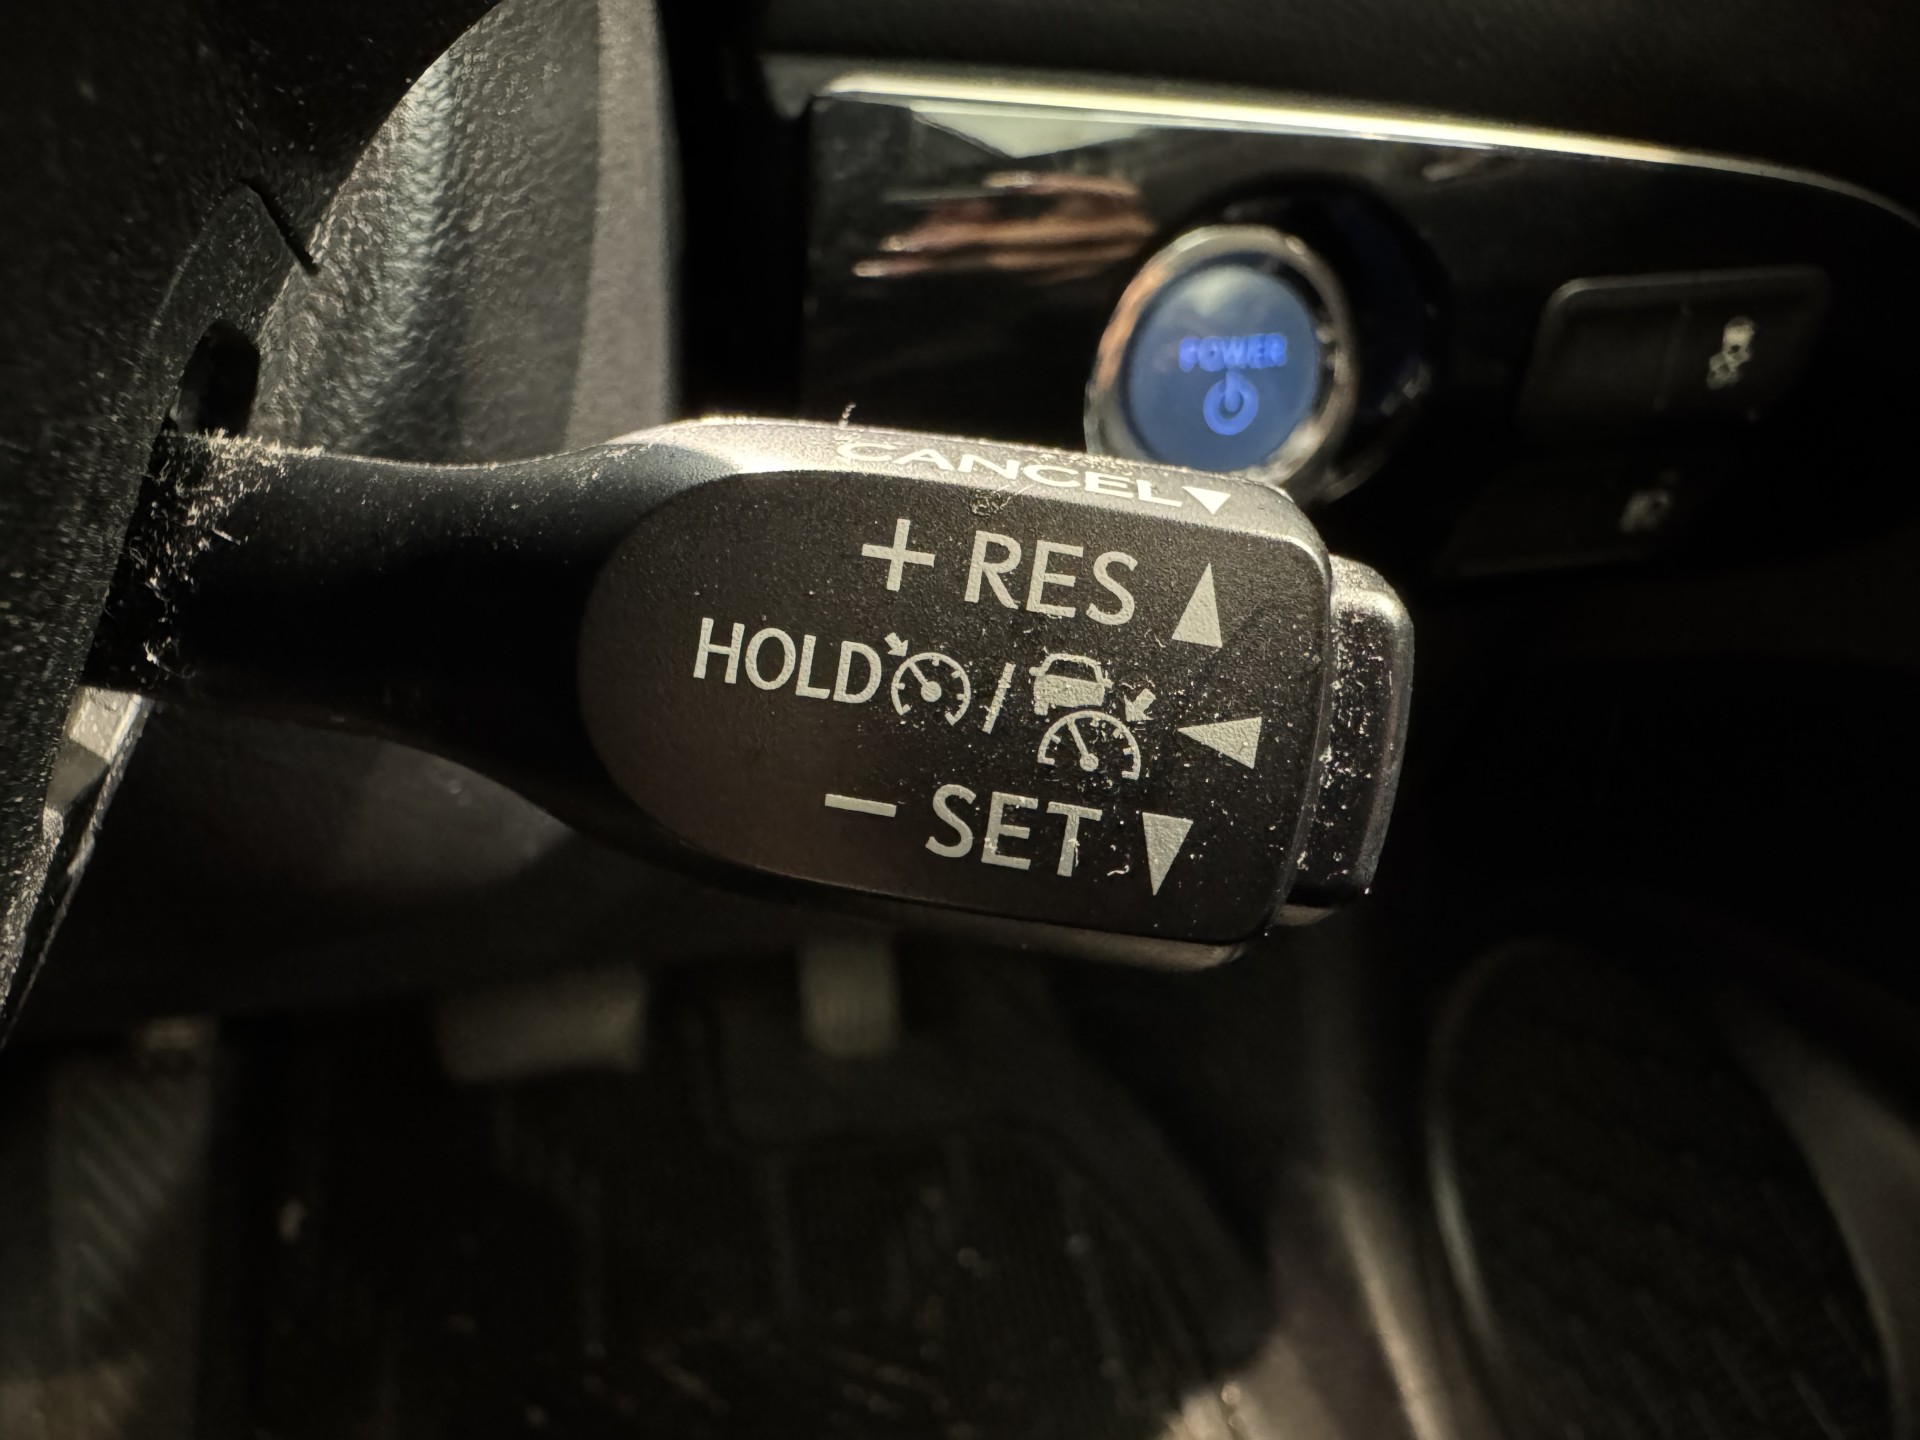 POWER
CANCEL
+ RES
HOLD /
− SET